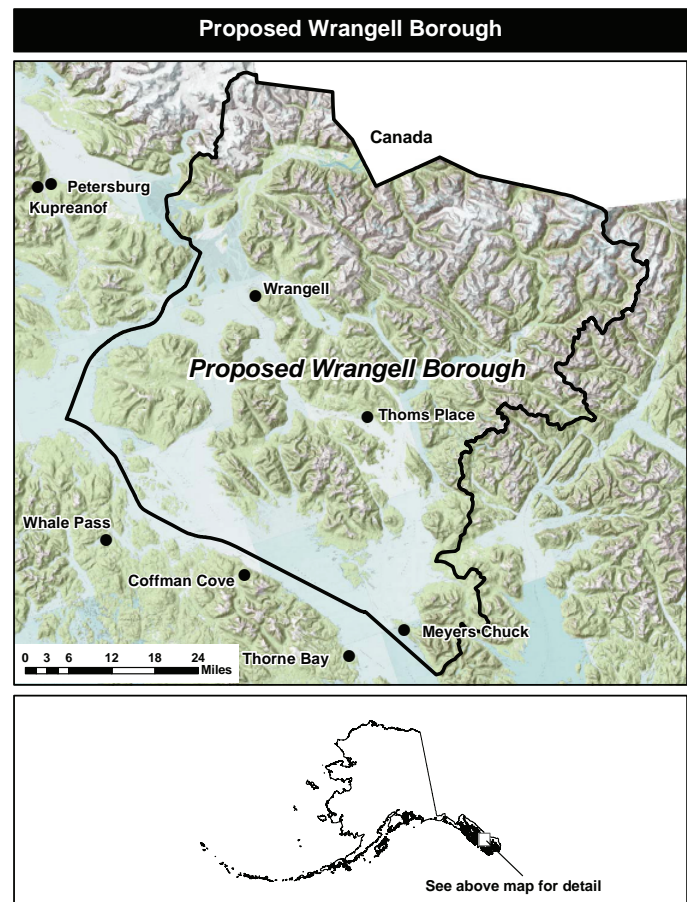 Proposed Wrangell Borough
Canada
Petersburg
Kupreanof
Wrangell
Proposed Wrangell Borough
Thoms Place
Whale Pass
Coffman Cove
Meyers Chuck
Thorne Bay
0 3 6 12 18 24
Miles
See above map for detail